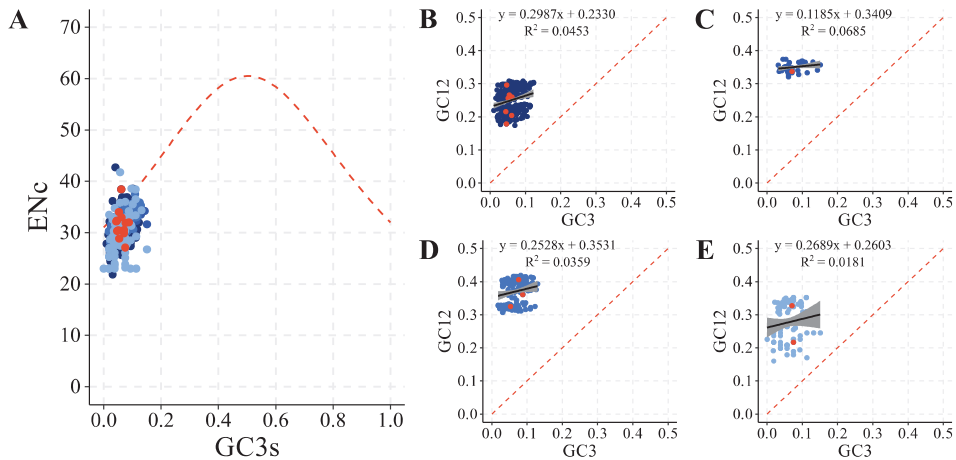 A
70
60
50
40
30
20
10
0
ENc
0.0 0.2 0.4 0.6 0.8 1.0
GC3s
B
y = 0.2987x + 0.2330
R² = 0.0453
0.5
0.4
0.3
0.2
0.1
0.0
GC12
0.0 0.1 0.2 0.3 0.4 0.5
GC3
C
y = 0.1185x + 0.3409
R² = 0.0685
0.5
0.4
0.3
0.2
0.1
0.0
GC12
0.0 0.1 0.2 0.3 0.4 0.5
GC3
D
y = 0.2528x + 0.3531
R² = 0.0359
0.5
0.4
0.3
0.2
0.1
0.0
GC12
0.0 0.1 0.2 0.3 0.4 0.5
GC3
E
y = 0.2689x + 0.2603
R² = 0.0181
0.5
0.4
0.3
0.2
0.1
0.0
GC12
0.0 0.1 0.2 0.3 0.4 0.5
GC3